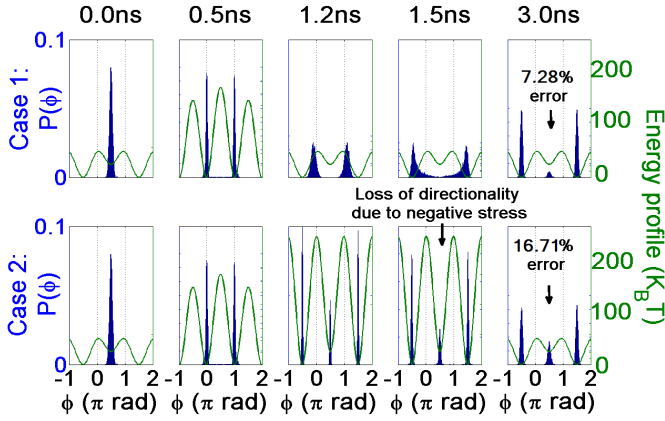 0.0ns 0.5ns 1.2ns 1.5ns 3.0ns
Case 1:
P(ϕ)
0.1
0
7.28%
error
200
100
0
Loss of directionality
due to negative stress
Case 2:
P(ϕ)
0.1
0
16.71%
error
200
100
0
Energy profile (K_B T)
-1 0 1 2 -1 0 1 2 -1 0 1 2 -1 0 1 2 -1 0 1 2
ϕ (π rad) ϕ (π rad) ϕ (π rad) ϕ (π rad) ϕ (π rad)